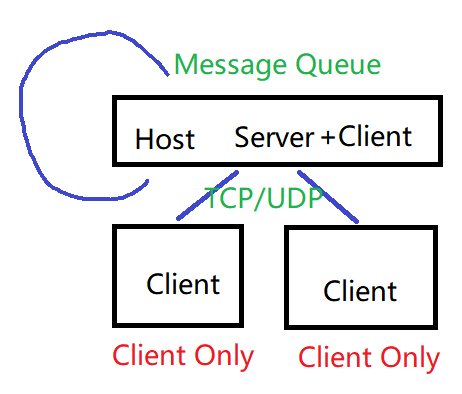 Message Queue
Host Server +Client
TCP/UDP
Client Client
Client Only Client Only